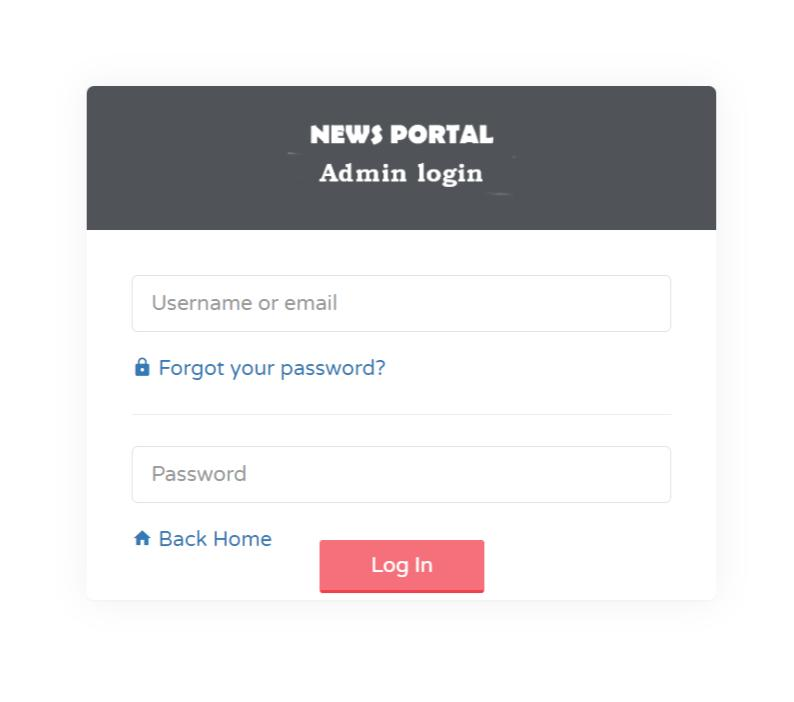 NEWS PORTAL
Admin login
Username or email
Forgot your password?
Password
Back Home
Log In